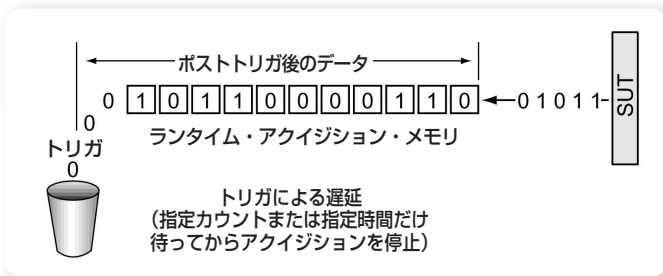 ポストトリガ後のデータ
0 1 0 1 1 0 0 0 0 1 1 0 0 1 0 1 1
SUT
0
トリガ
0
ランタイム・アクイジション・メモリ
トリガによる遅延
(指定カウントまたは指定時間だけ
待ってからアクイジションを停止)